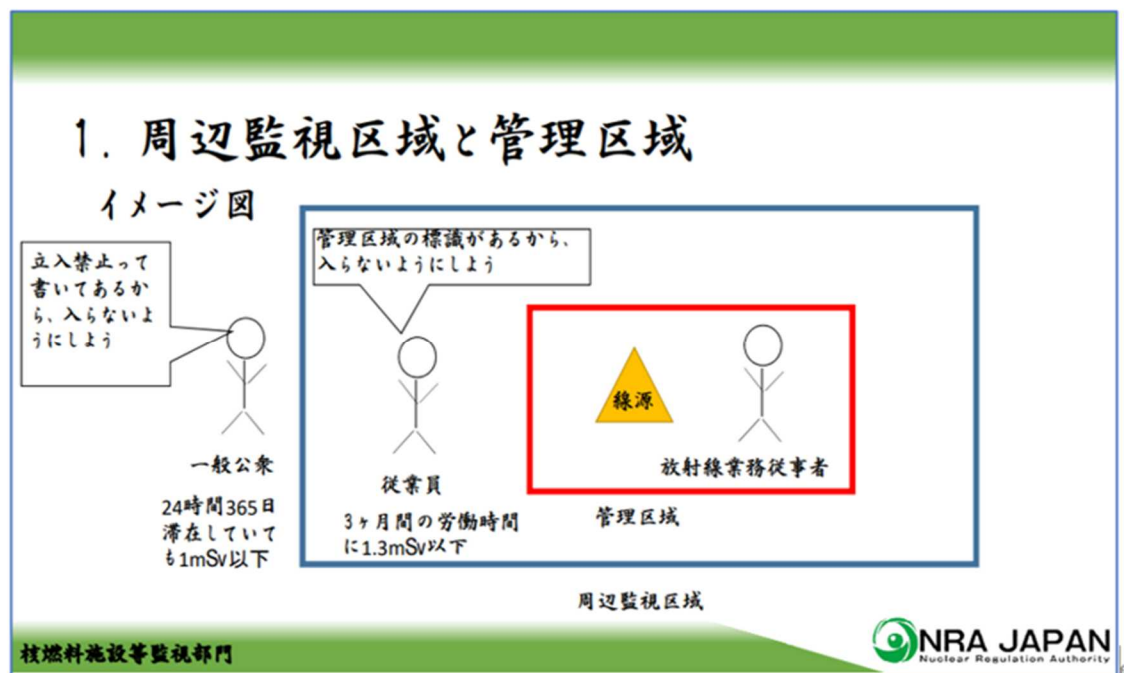 1. 周辺監視区域と管理区域
イメージ図
立入禁止って
書いてあるか
ら、入らないよ
うにしよう
管理区域の標識があるから、
入らないようにしよう
線源
一般公衆
24時間365日
滞在していて
も1mSv以下
従業員
3ヶ月間の労働時間
に1.3mSv以下
放射線業務従事者
管理区域
周辺監視区域
核燃料施設等監視部門
NRA JAPAN
Nuclear Regulation Authority